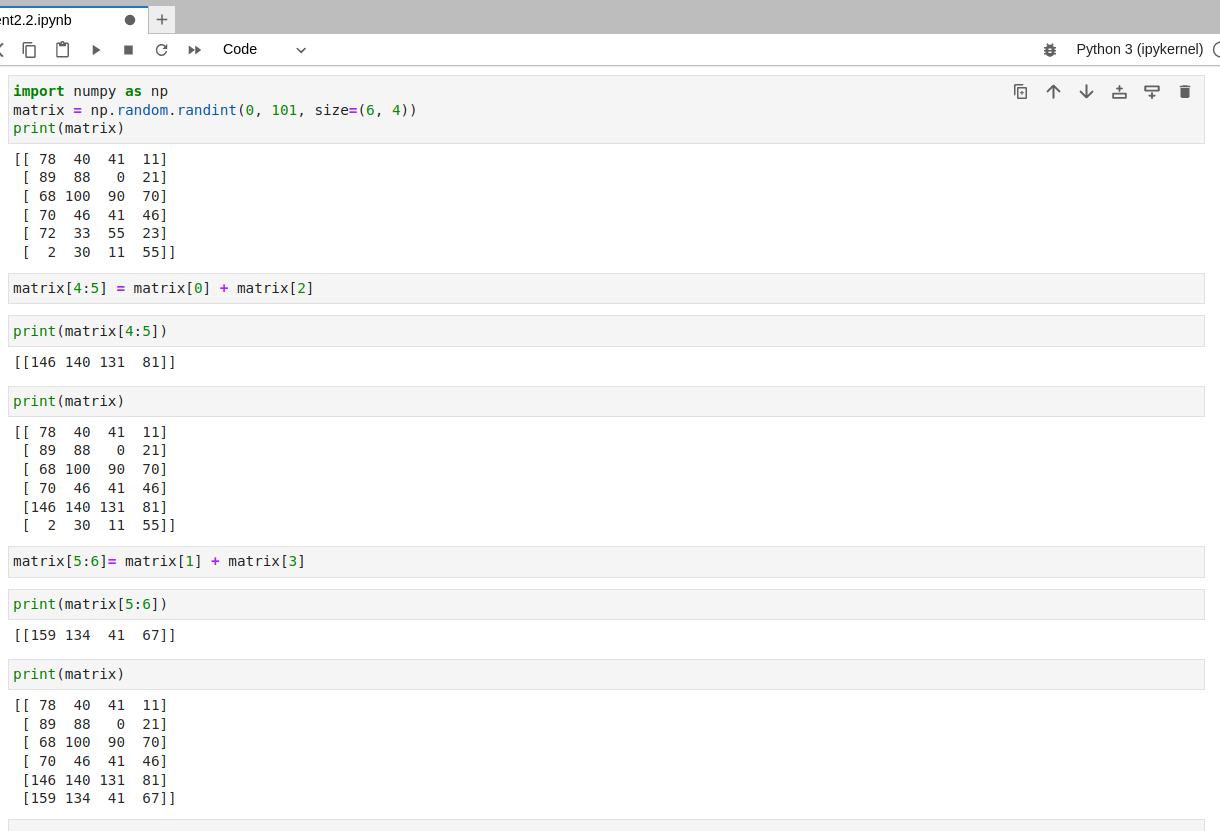 nt2.2.ipynb
Code
Python 3 (ipykernel)
import numpy as np
matrix = np.random.randint(0, 101, size=(6, 4))
print(matrix)
[[ 78  40  41  11]
 [ 89  88   0  21]
 [ 68 100  90  70]
 [ 70  46  41  46]
 [ 72  33  55  23]
 [  2  30  11  55]]
matrix[4:5] = matrix[0] + matrix[2]
print(matrix[4:5])
[[146 140 131  81]]
print(matrix)
[[ 78  40  41  11]
 [ 89  88   0  21]
 [ 68 100  90  70]
 [ 70  46  41  46]
 [146 140 131  81]
 [  2  30  11  55]]
matrix[5:6]= matrix[1] + matrix[3]
print(matrix[5:6])
[[159 134  41  67]]
print(matrix)
[[ 78  40  41  11]
 [ 89  88   0  21]
 [ 68 100  90  70]
 [ 70  46  41  46]
 [146 140 131  81]
 [159 134  41  67]]